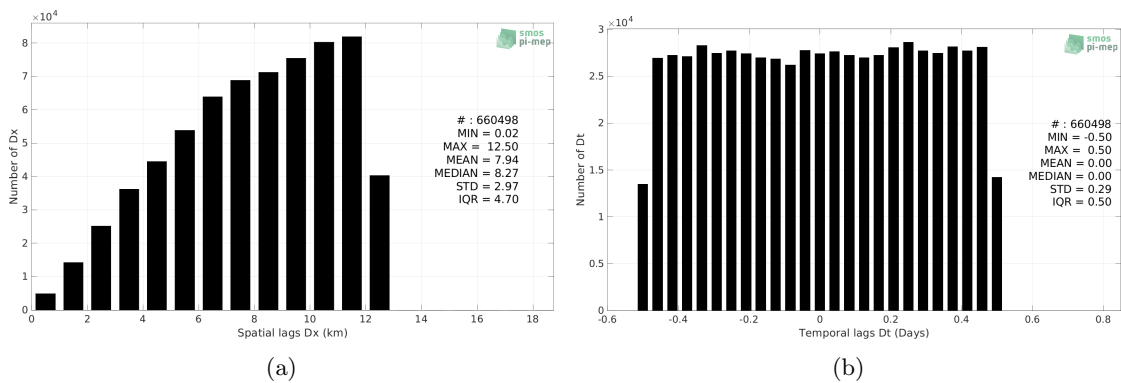 ×10⁴
8
7
6
5
4
3
2
1
0
Number of Dx
0 2 4 6 8 10 12 14 16 18
Spatial lags Dx (km)
smos
pi-mep
# : 660498
MIN = 0.02
MAX = 12.50
MEAN = 7.94
MEDIAN = 8.27
STD = 2.97
IQR = 4.70
(a)
×10⁴
3
2.5
2
1.5
1
0.5
0
Number of Dt
-0.6 -0.4 -0.2 0 0.2 0.4 0.6 0.8
Temporal lags Dt (Days)
smos
pi-mep
# : 660498
MIN = -0.50
MAX = 0.50
MEAN = 0.00
MEDIAN = 0.00
STD = 0.29
IQR = 0.50
(b)